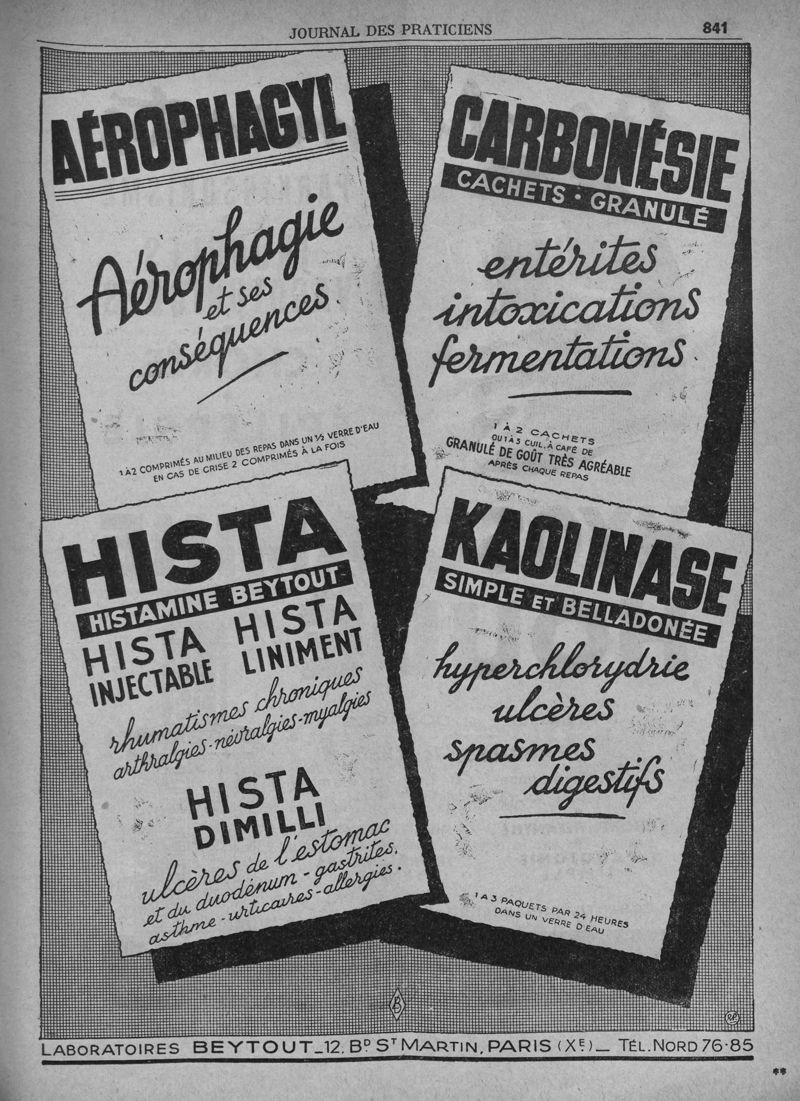 JOURNAL DES PRATICIENS
841
AÉROPHAGYL
Aérophagie
et ses
conséquences
1 À 2 COMPRIMÉS AU MILIEU DES REPAS DANS UN ½ VERRE D'EAU
EN CAS DE CRISE 2 COMPRIMÉS À LA FOIS
CARBONÉSIE
CACHETS · GRANULÉ
entérites
intoxications
fermentations
1 À 2 CACHETS
OU 1 À 3 CUIL. À CAFÉ DE
GRANULÉ DE GOÛT TRÈS AGRÉABLE
APRÈS CHAQUE REPAS
HISTA
HISTAMINE BEYTOUT
HISTA
INJECTABLE
HISTA
LINIMENT
rhumatismes chroniques
arthralgies-névralgies-myalgies
HISTA
DIMILLI
ulcères de l'estomac
et du duodénum - gastrites,
asthme - urticaires - allergies.
KAOLINASE
SIMPLE ET BELLADONÉE
hyperchlorydrie
ulcères
spasmes
digestifs
1 A 3 PAQUETS PAR 24 HEURES
DANS UN VERRE D'EAU
LABORATOIRES BEYTOUT_12, BD ST MARTIN, PARIS (XE)_ TÉL. NORD 76·85
**